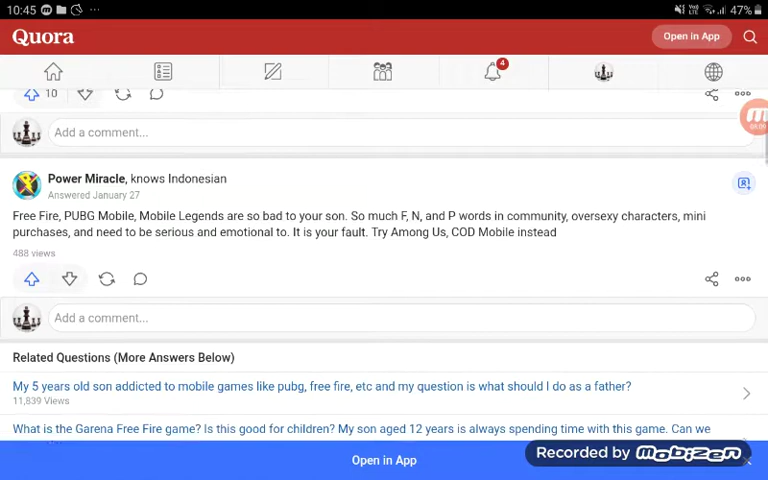 10:45
47%
Quora
Open in App
4
10
Add a comment...
Power Miracle, knows Indonesian
Answered January 27
Free Fire, PUBG Mobile, Mobile Legends are so bad to your son. So much F, N, and P words in community, oversexy characters, mini
purchases, and need to be serious and emotional to. It is your fault. Try Among Us, COD Mobile instead
488 views
Add a comment...
Related Questions (More Answers Below)
My 5 years old son addicted to mobile games like pubg, free fire, etc and my question is what should I do as a father?
11,839 Views
What is the Garena Free Fire game? Is this good for children? My son aged 12 years is always spending time with this game. Can we
Open in App
Recorded by Mobizen